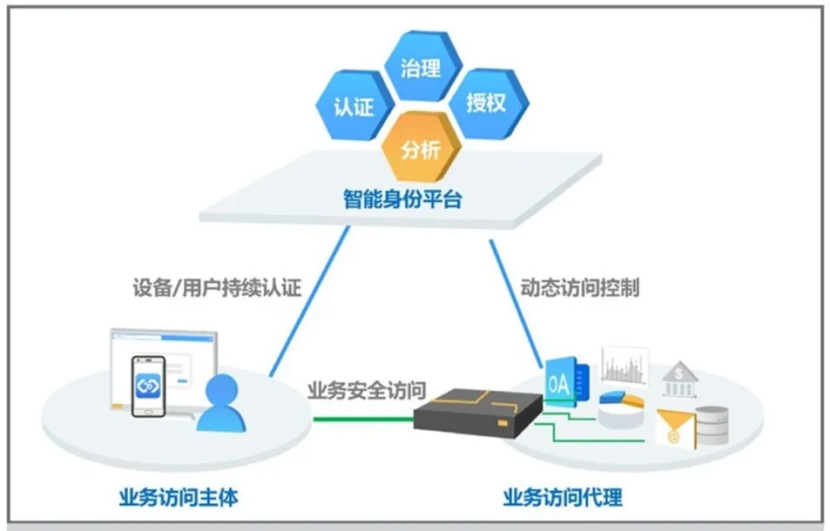 治理
认证
授权
分析
智能身份平台
设备/用户持续认证
动态访问控制
业务安全访问
OA
$
@
业务访问主体
业务访问代理